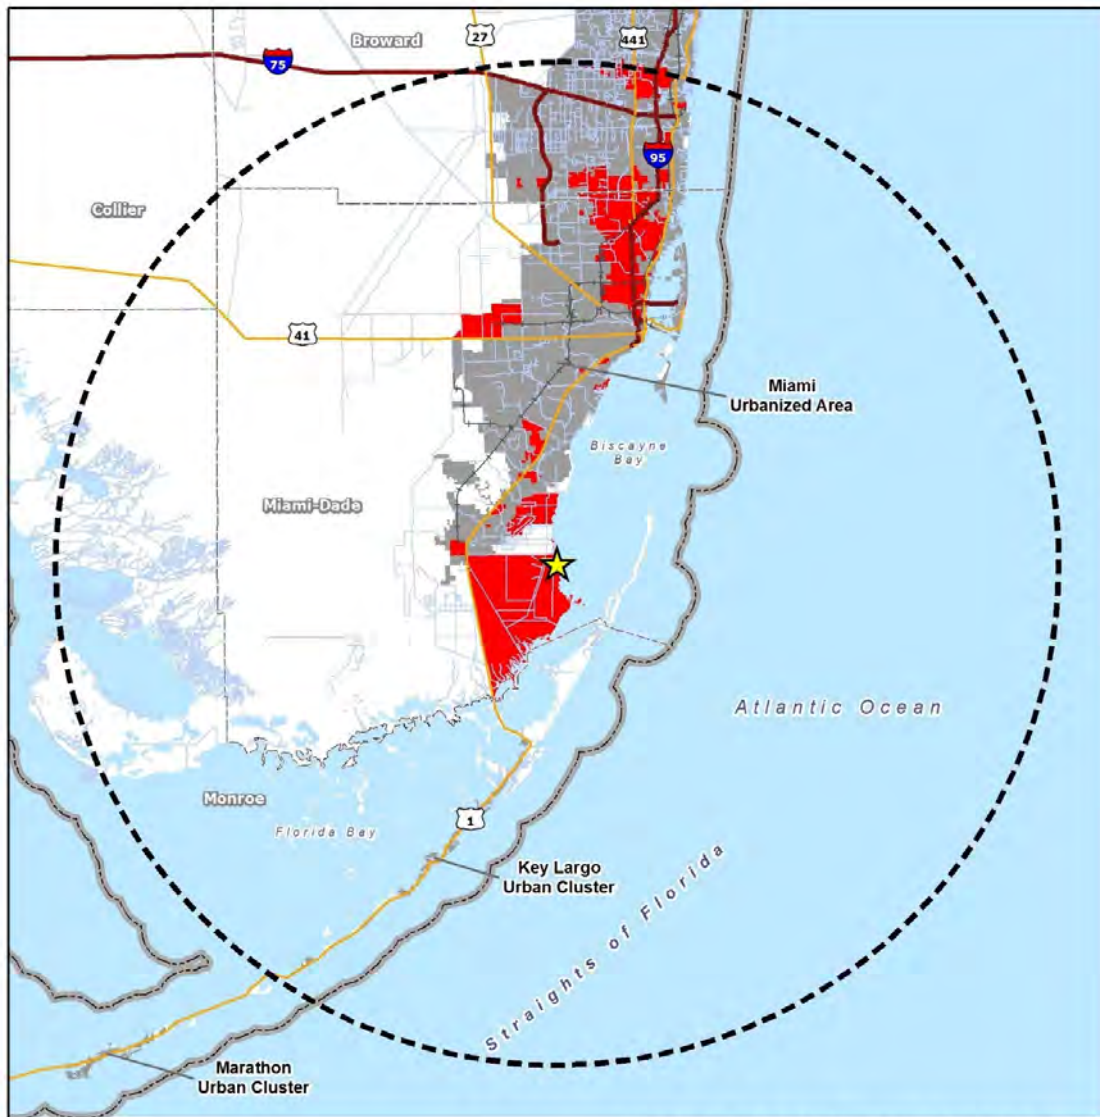 Broward
27
441
75
95
Collier
41
Miami
Urbanized Area
Biscayne
Bay
Miami-Dade
Atlantic Ocean
Monroe
Florida Bay
1
Key Largo
Urban Cluster
Straights of Florida
Marathon
Urban Cluster